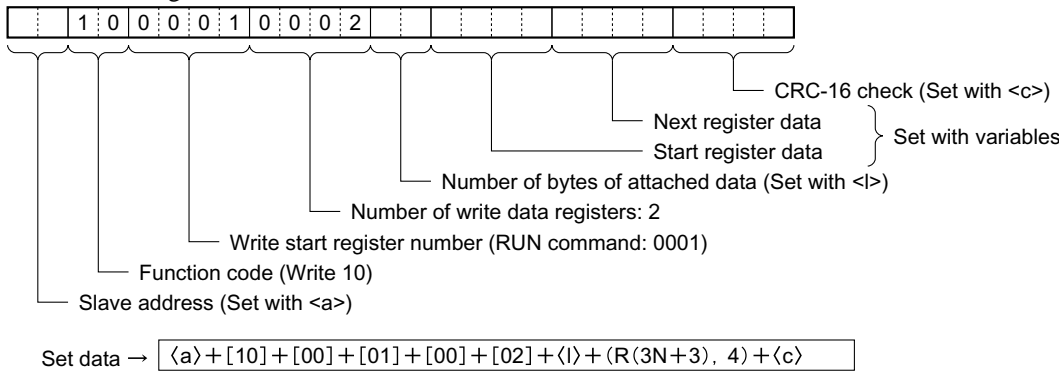 1 0 0 0 0 1 0 0 0 2
CRC-16 check (Set with <c>)
Next register data
Start register data
Set with variables
Number of bytes of attached data (Set with <l>)
Number of write data registers: 2
Write start register number (RUN command: 0001)
Function code (Write 10)
Slave address (Set with <a>)
Set data → 〈a〉+[10]+[00]+[01]+[00]+[02]+〈l〉+(R(3N+3), 4)+〈c〉